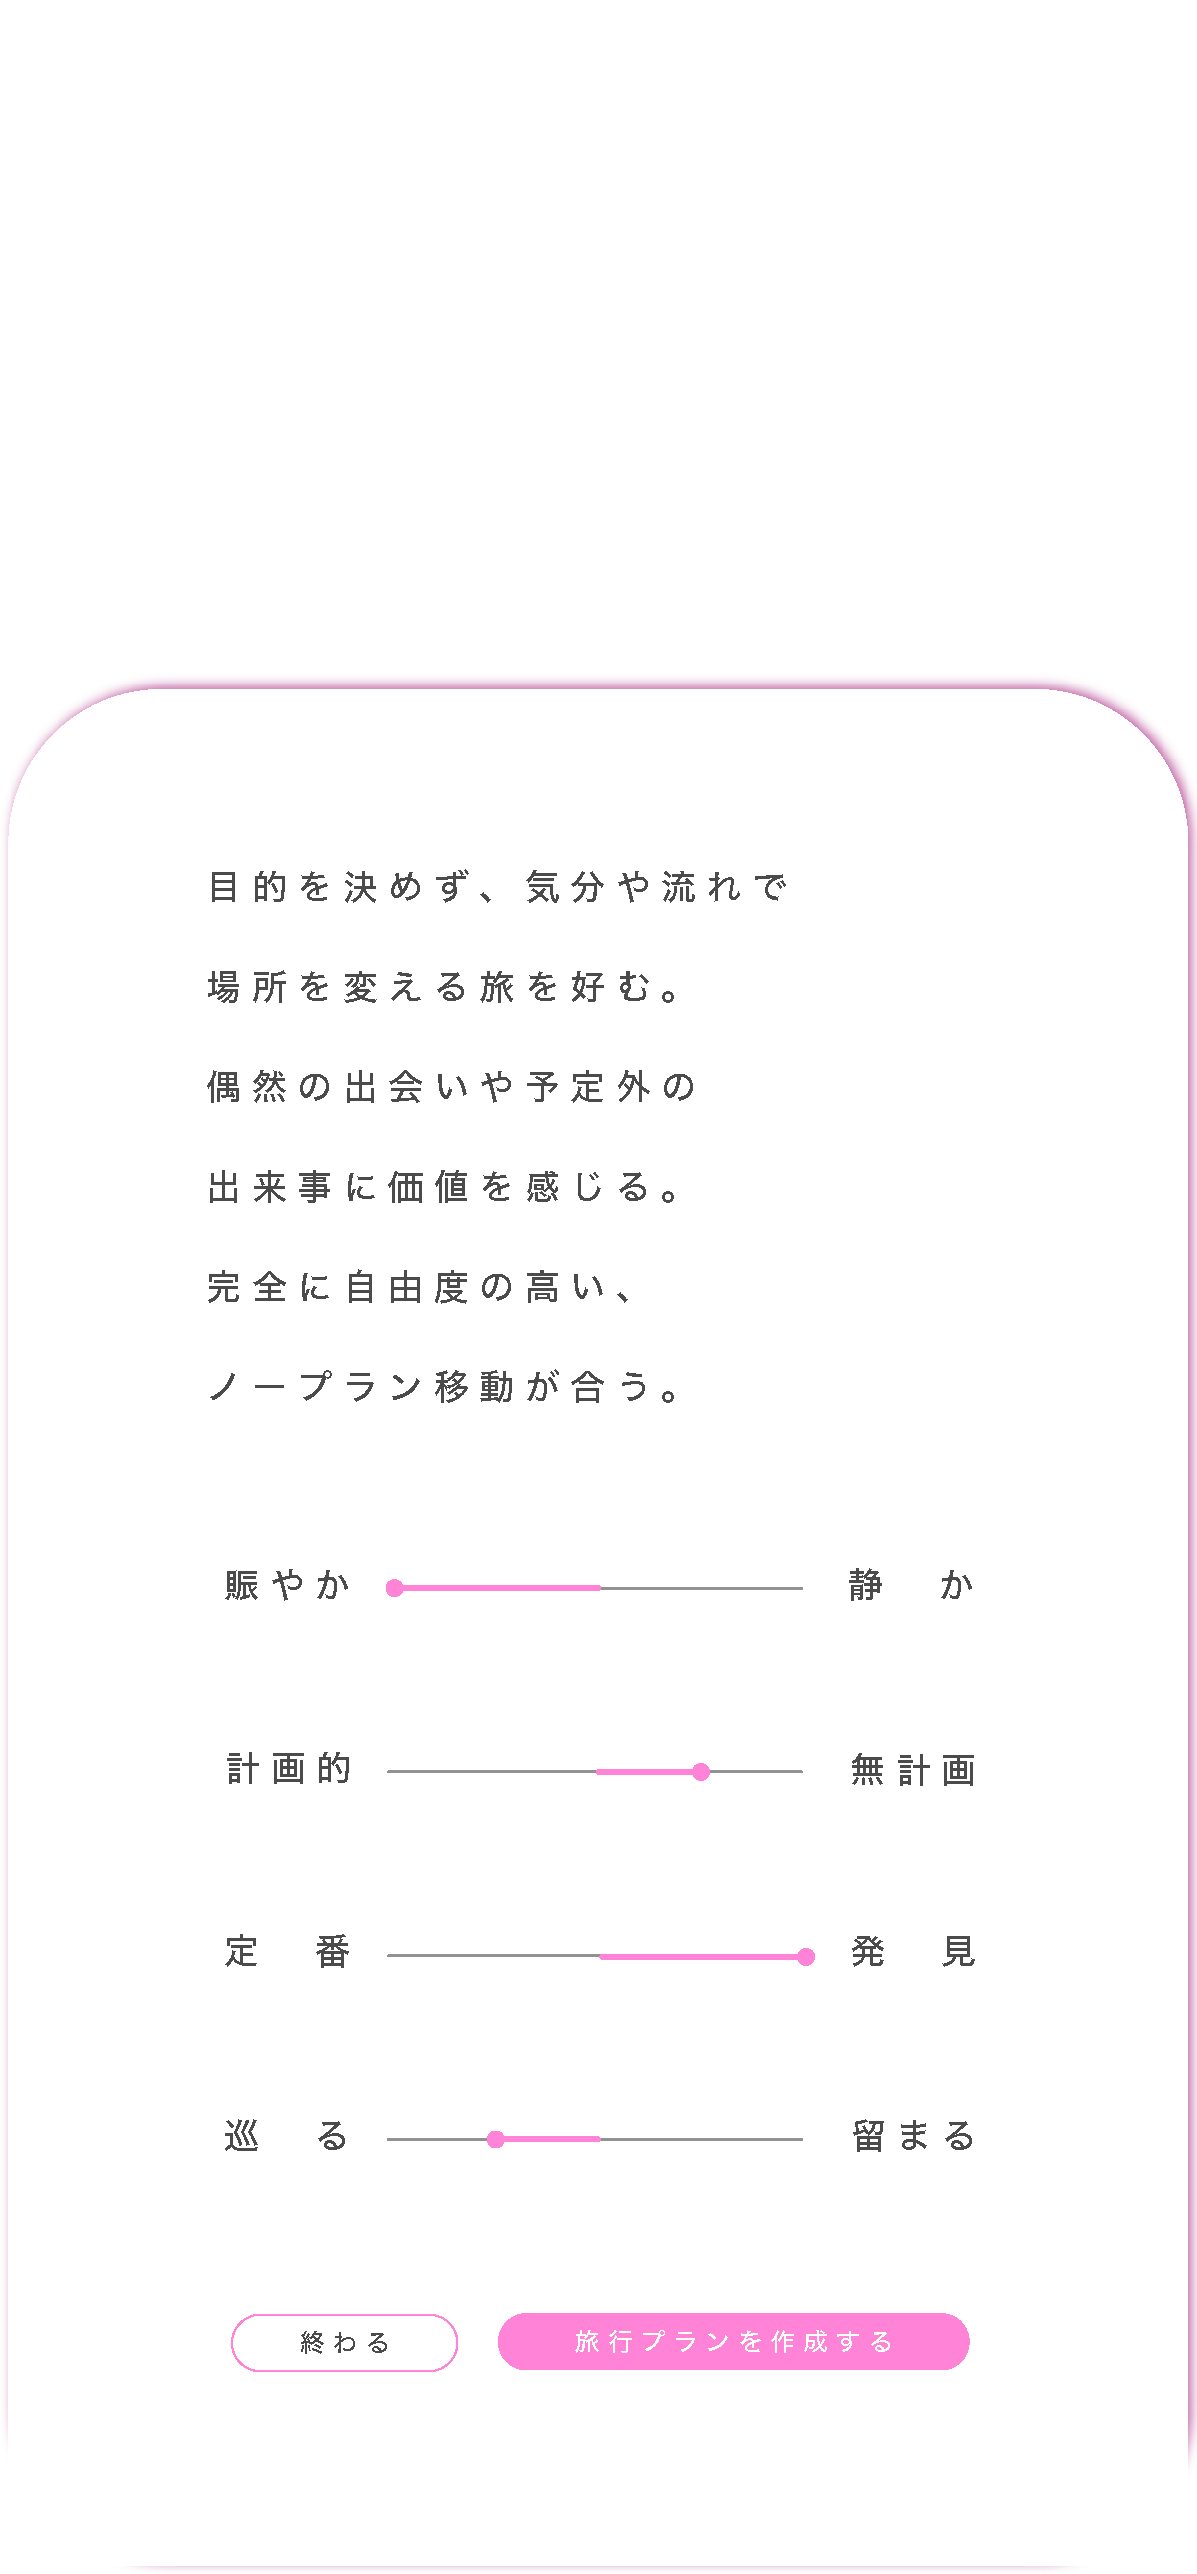 目的を決めず、気分や流れで
場所を変える旅を好む。
偶然の出会いや予定外の
出来事に価値を感じる。
完全に自由度の高い、
ノープラン移動が合う。
賑やか 静か
計画的 無計画
定番 発見
巡る 留まる
終わる 旅行プランを作成する